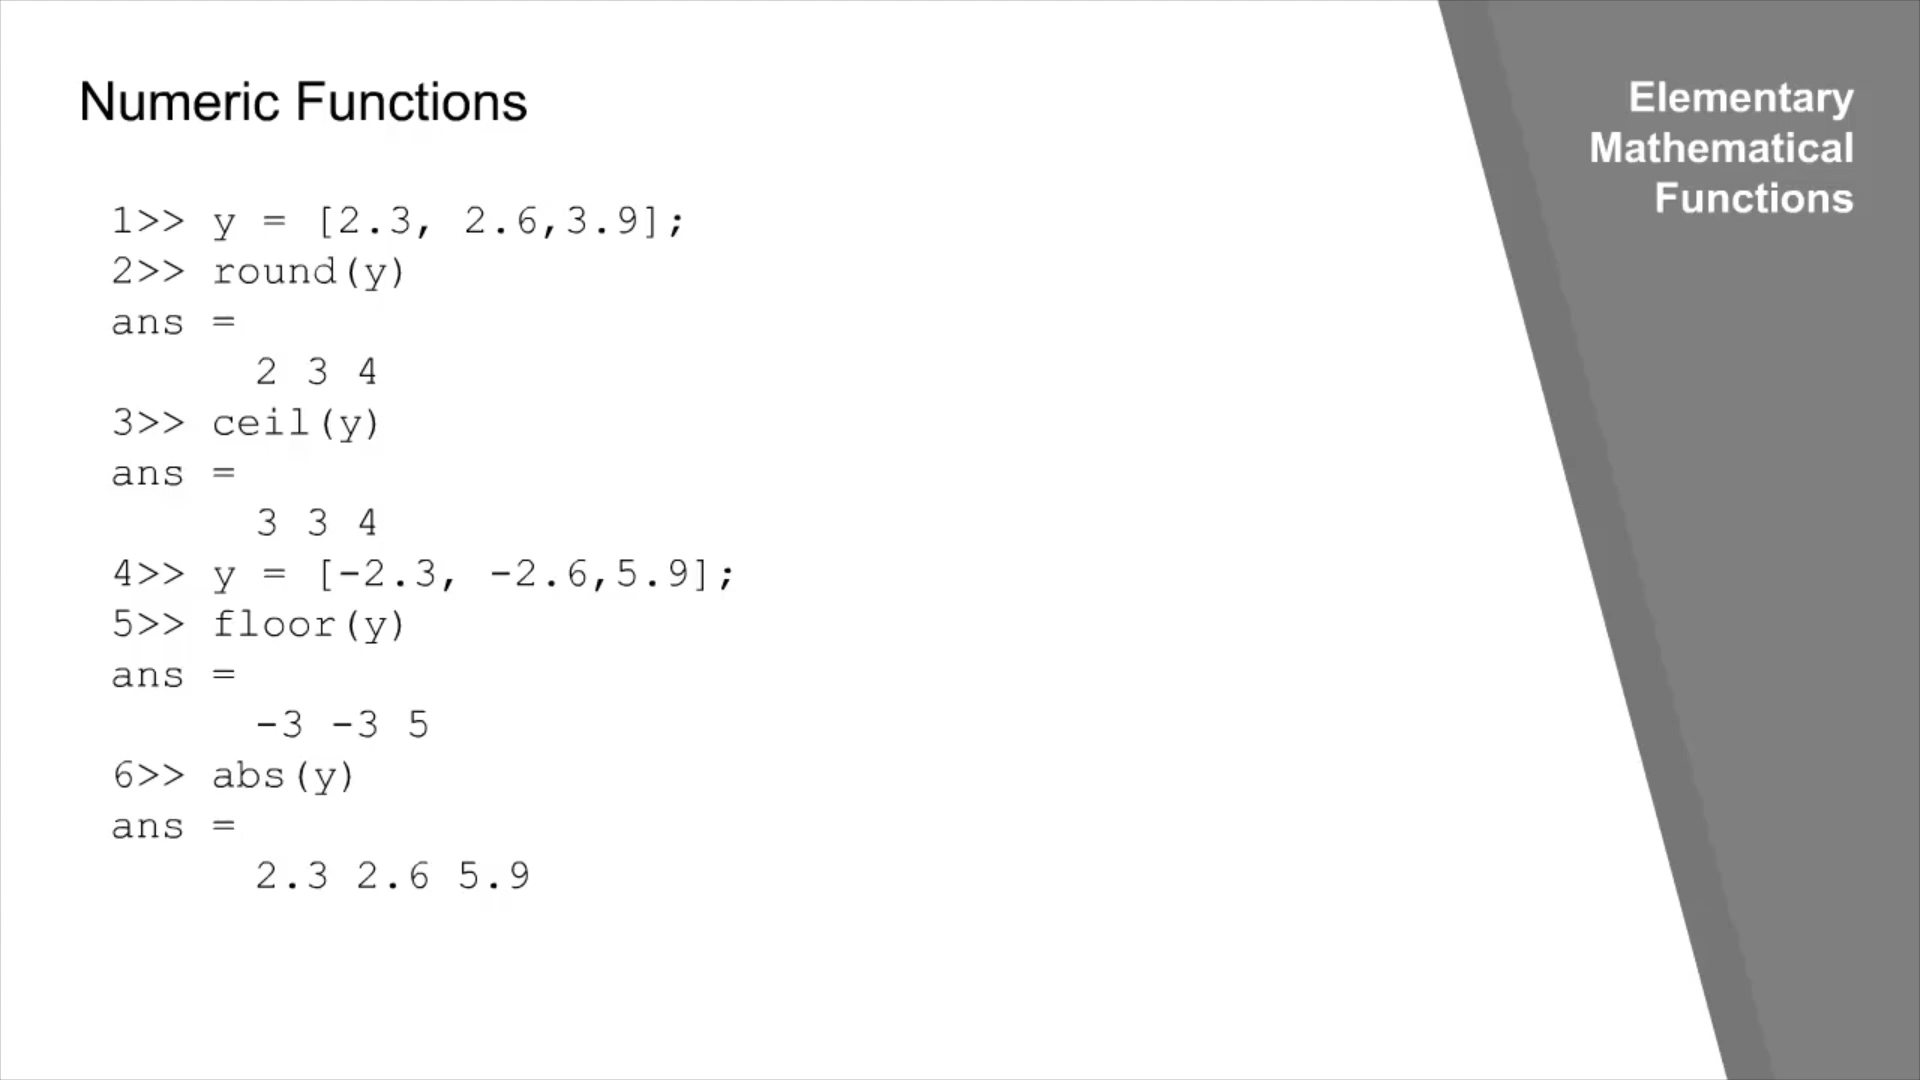 Numeric Functions
1>> y = [2.3, 2.6,3.9];
2>> round(y)
ans =
2 3 4
3>> ceil(y)
ans =
3 3 4
4>> y = [-2.3, -2.6,5.9];
5>> floor(y)
ans =
-3 -3 5
6>> abs(y)
ans =
2.3 2.6 5.9
Elementary
Mathematical
Functions